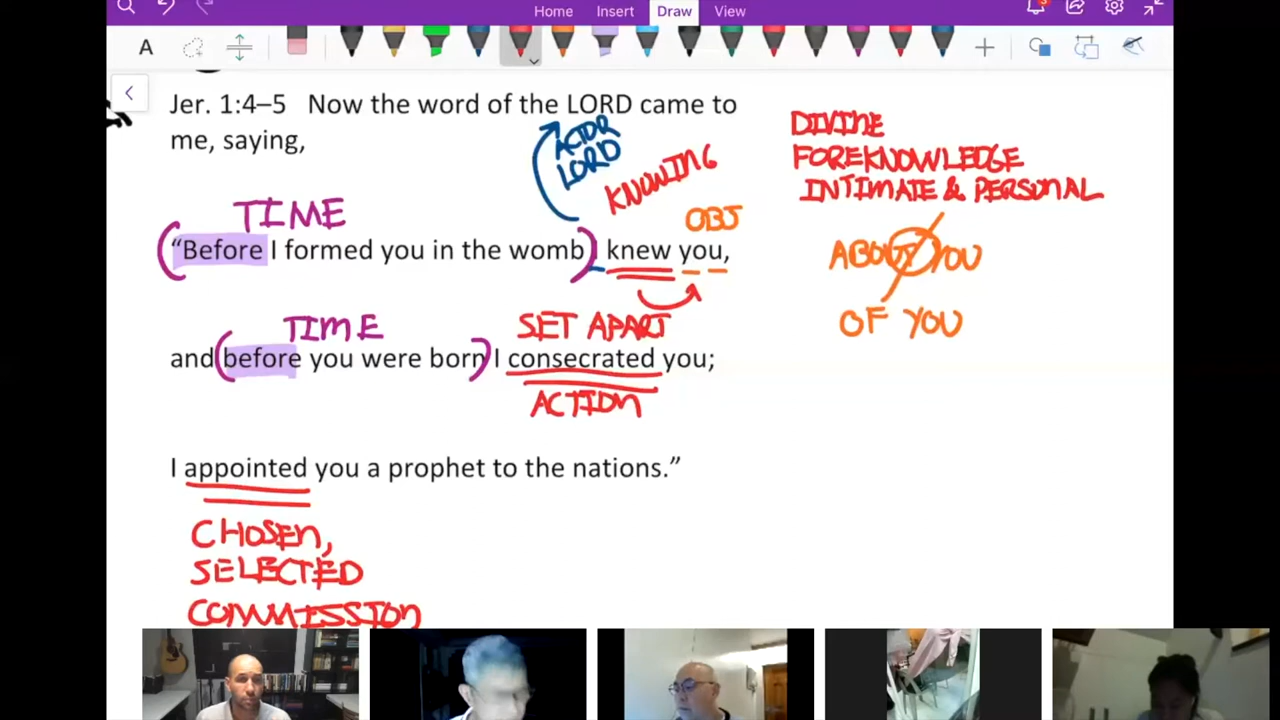 Home Insert Draw View
A
Jer. 1:4–5 Now the word of the LORD came to
me, saying,
ACTOR
LORD
KNOWING
DIVINE
FOREKNOWLEDGE
INTIMATE & PERSONAL
TIME
OBJ
“Before I formed you in the womb I knew you,
ABOUT YOU
OF YOU
TIME
SET APART
and before you were born I consecrated you;
ACTION
I appointed you a prophet to the nations.”
CHOSEN,
SELECTED
COMMISSION